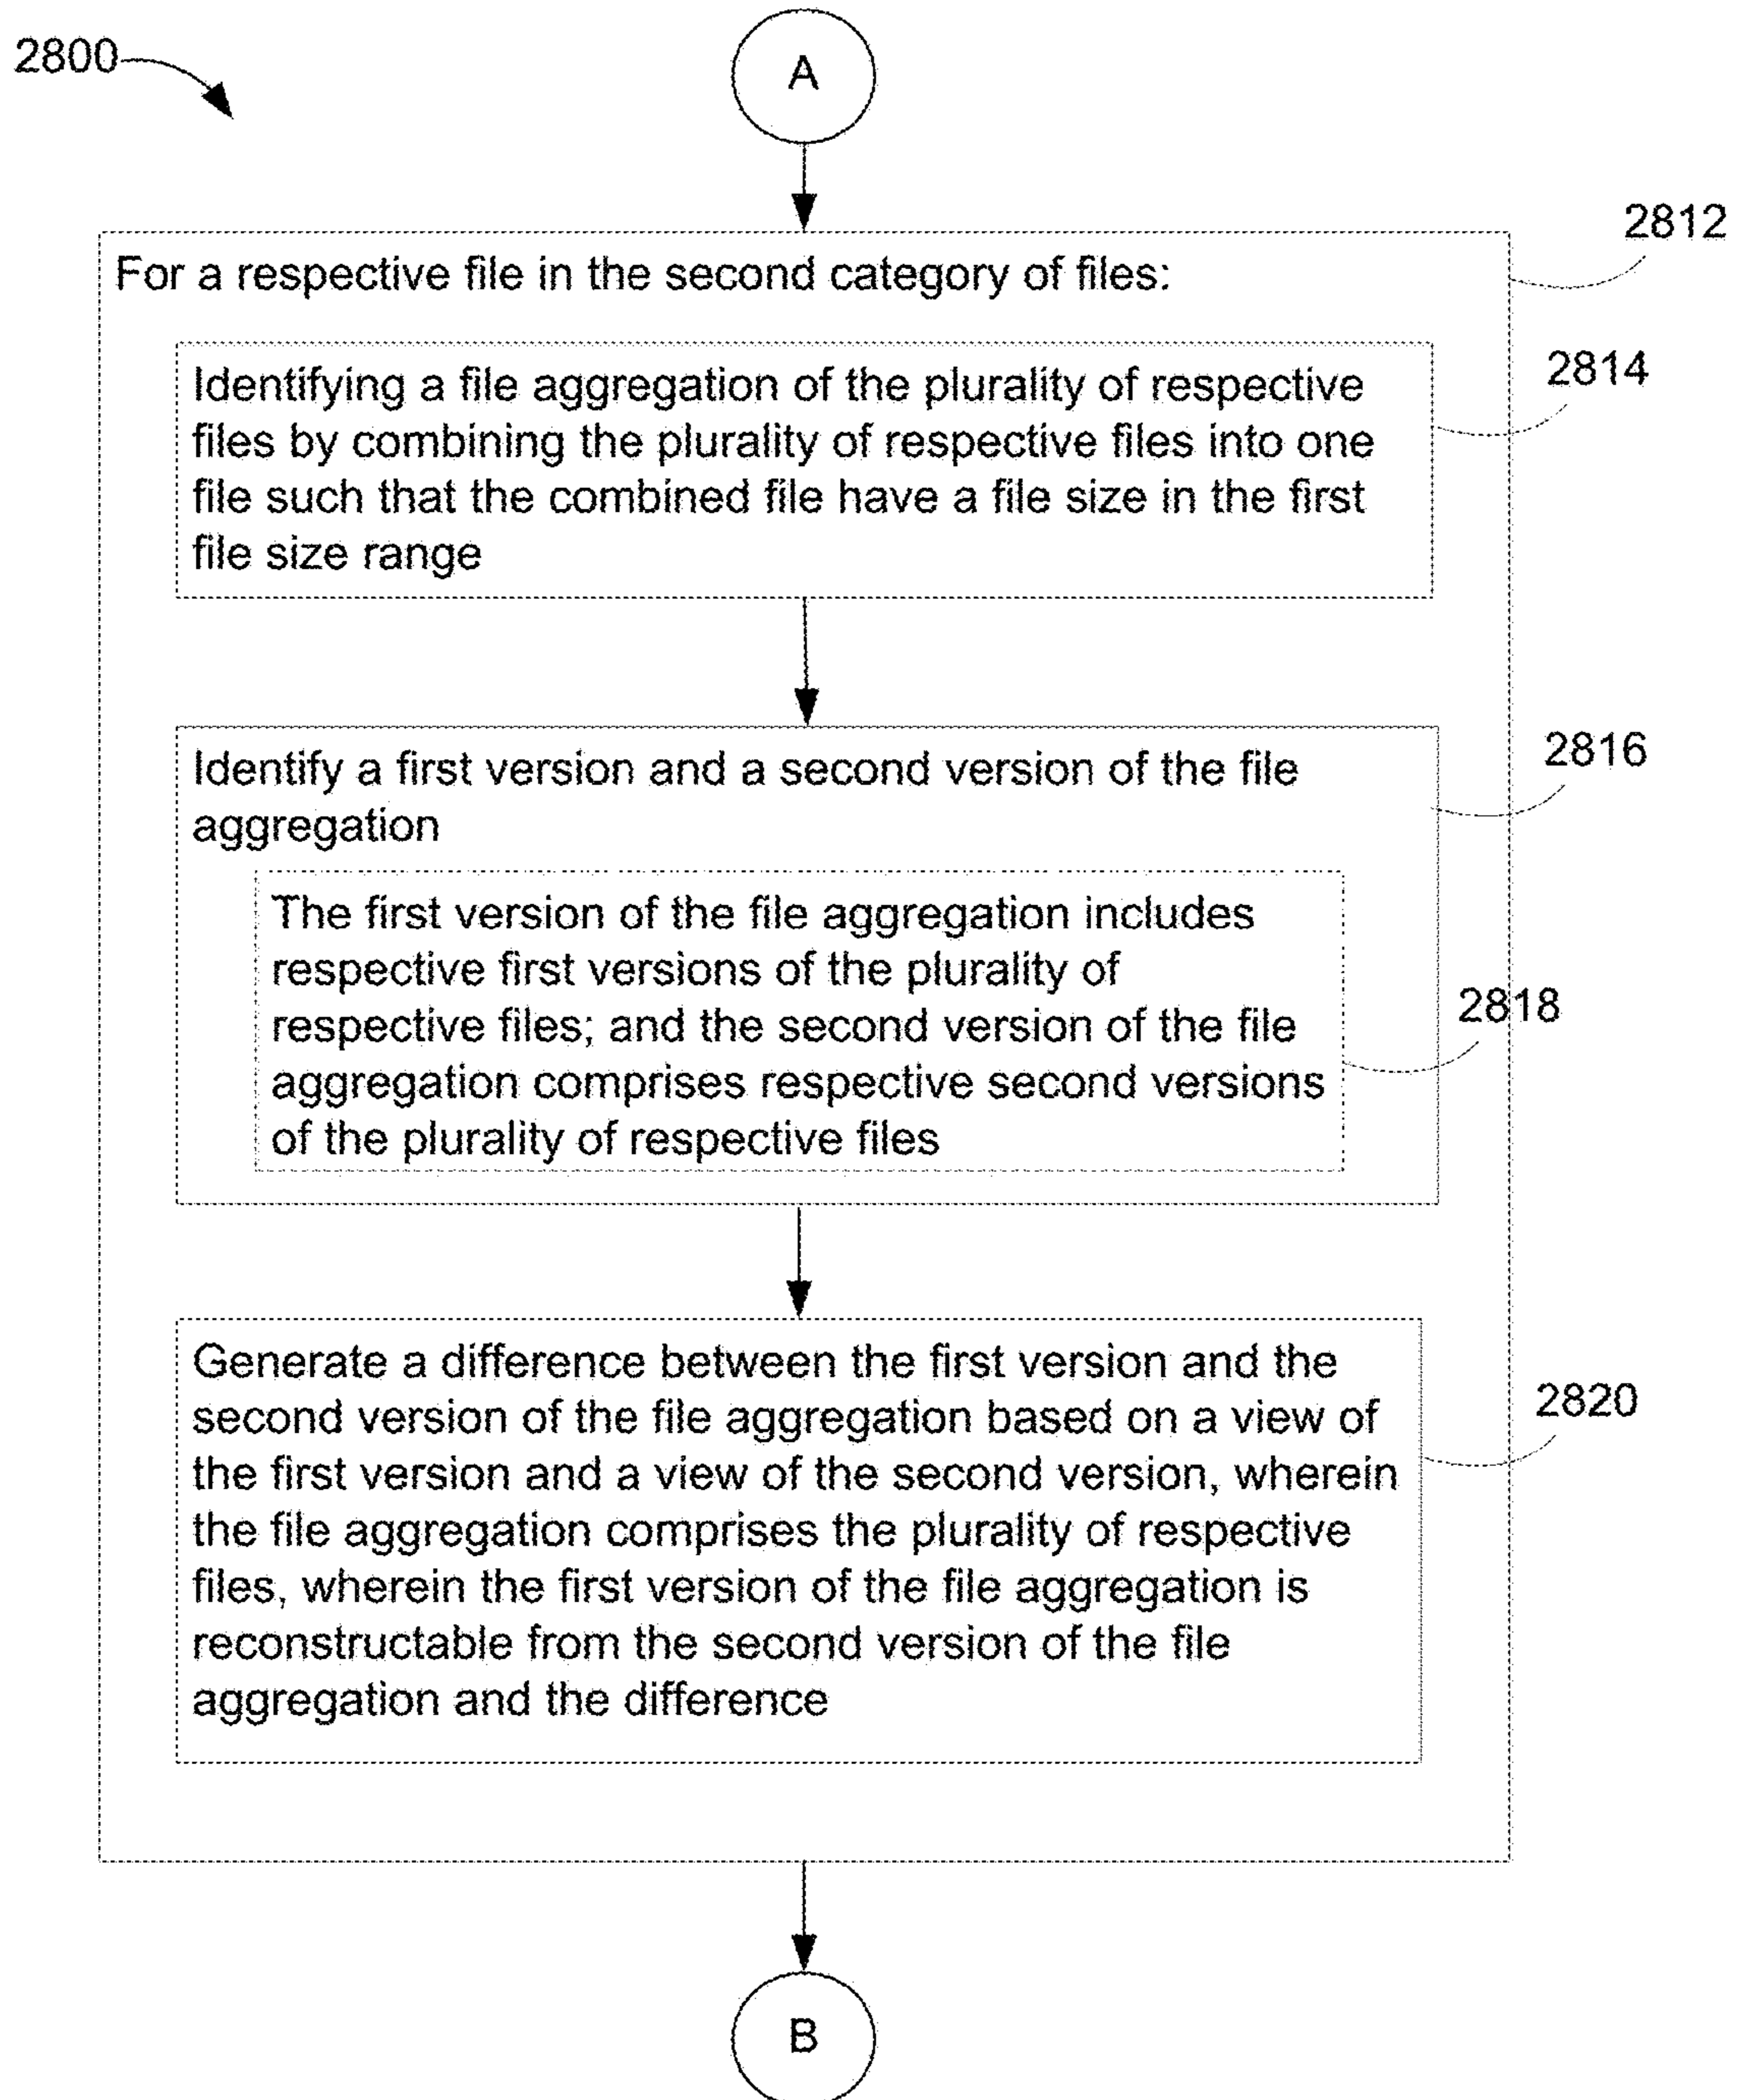 2800
A
2812
For a respective file in the second category of files:
2814
Identifying a file aggregation of the plurality of respective
files by combining the plurality of respective files into one
file such that the combined file have a file size in the first
file size range
2816
Identify a first version and a second version of the file
aggregation
The first version of the file aggregation includes
respective first versions of the plurality of
respective files; and the second version of the file
aggregation comprises respective second versions
of the plurality of respective files
2818
Generate a difference between the first version and the
second version of the file aggregation based on a view of
the first version and a view of the second version, wherein
the file aggregation comprises the plurality of respective
files, wherein the first version of the file aggregation is
reconstructable from the second version of the file
aggregation and the difference
2820
B